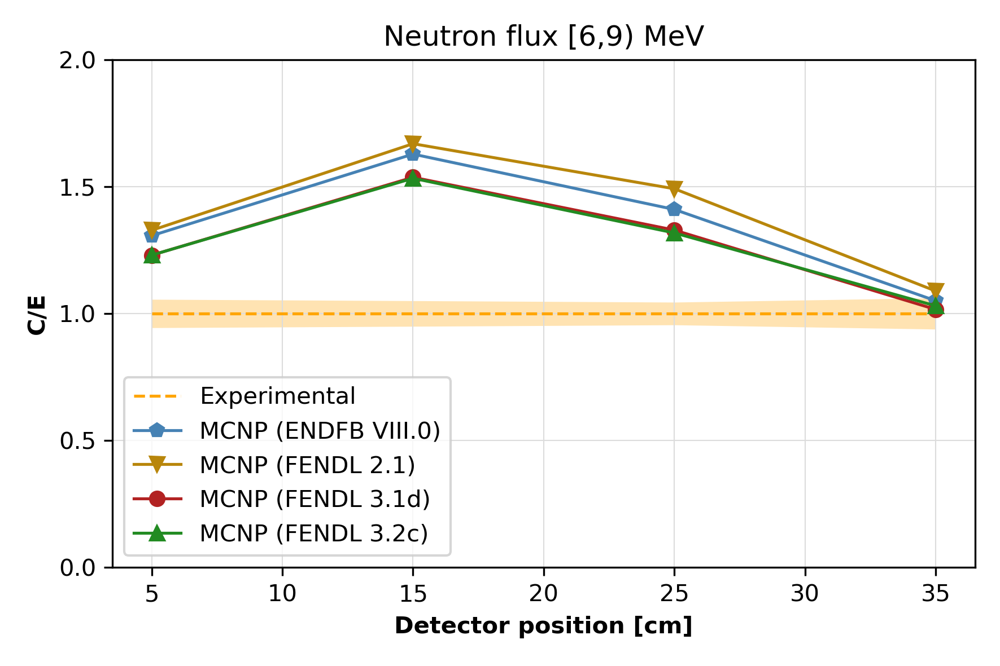 Neutron flux [6,9) MeV
2.0
1.5
1.0
0.5
0.0
C/E
Experimental
MCNP (ENDFB VIII.0)
MCNP (FENDL 2.1)
MCNP (FENDL 3.1d)
MCNP (FENDL 3.2c)
5 10 15 20 25 30 35
Detector position [cm]